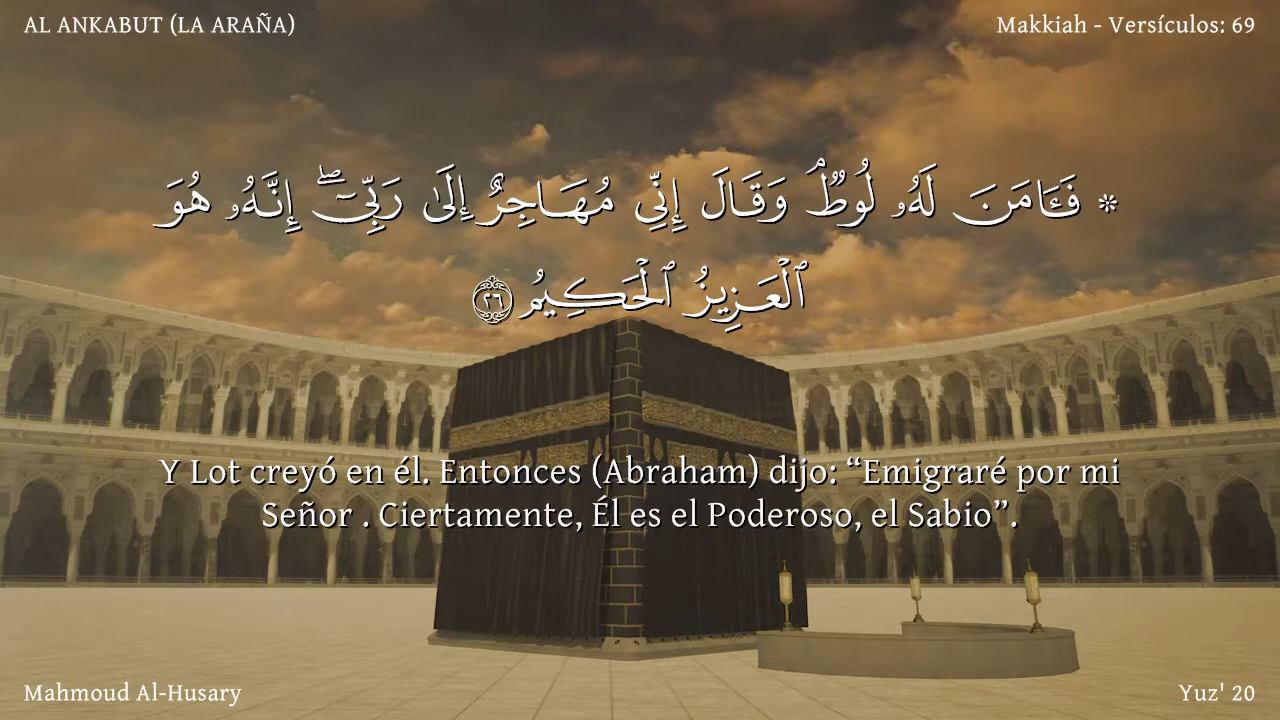 AL ANKABUT (LA ARAÑA)
Makkiah - Versículos: 69
۞ فَـَٔامَنَ لَهُۥ لُوطٌۭ ۘ وَقَالَ إِنِّى مُهَاجِرٌ إِلَىٰ رَبِّىٓ ۖ إِنَّهُۥ هُوَ
ٱلْعَزِيزُ ٱلْحَكِيمُ ٢٦
Y Lot creyó en él. Entonces (Abraham) dijo: “Emigraré por mi
Señor . Ciertamente, Él es el Poderoso, el Sabio”.
Mahmoud Al-Husary
Yuz' 20